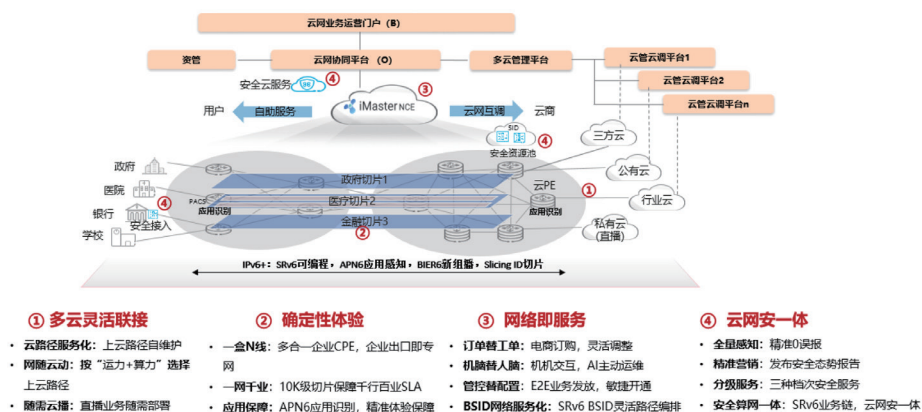 云网业务运营门户（B）
资管
云网协同平台（O）
多云管理平台
云管云调平台1
云管云调平台2
云管云调平台n
安全云服务
④
③
iMaster NCE
用户
自助服务
云网互调
云商
SID
安全资源池
④
三方云
公有云
行业云
私有云
(直播)
政府
医院
银行
学校
④
安全接入
PACS
应用识别
政府切片1
医疗切片2
金融切片3
②
云PE
①
应用识别
IPv6+：SRv6可编程，APN6应用感知，BIER6新组播，Slicing ID切片
① 多云灵活联接
• 云路径服务化：上云路径自维护
• 网随云动：按“运力+算力”选择
上云路径
• 随需云播：直播业务随需部署
② 确定性体验
• 一盒N线：多合一企业CPE，企业出口即专
网
• 一网千业：10K级切片保障千行百业SLA
• 应用保障：APN6应用识别，精准体验保障
③ 网络即服务
• 订单替工单：电商订购，灵活调整
• 机脑替人脑：机机交互，AI主动运维
• 管控替配置：E2E业务发放，敏捷开通
• BSID网络服务化：SRv6 BSID灵活路径编排
④ 云网安一体
• 全量感知：精准0误报
• 精准营销：发布安全态势报告
• 分级服务：三种档次安全服务
• 安全算网一体：SRv6业务链，云网安一体